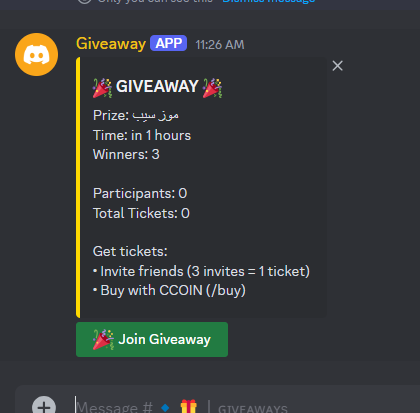 Only you can see this · Dismiss message
Giveaway APP 11:26 AM
🎉 GIVEAWAY 🎉
Prize: موز سيب
Time: in 1 hours
Winners: 3
Participants: 0
Total Tickets: 0
Get tickets:
• Invite friends (3 invites = 1 ticket)
• Buy with CCOIN (/buy)
🎉 Join Giveaway
Message # 🔹 🎁 | GIVEAWAYS